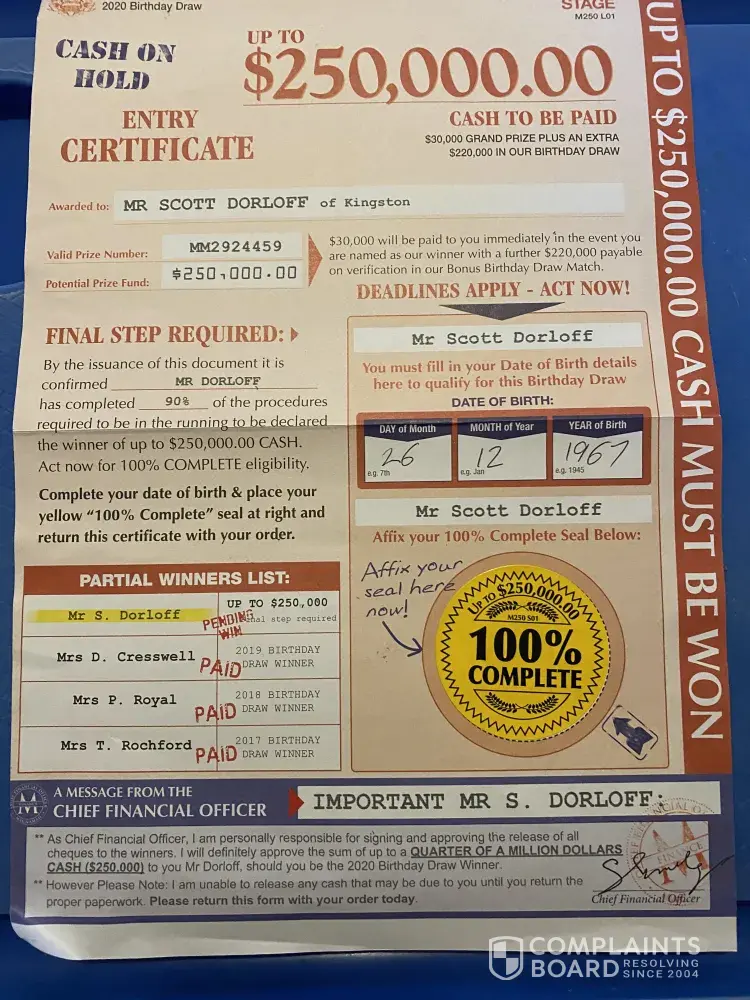 2020 Birthday Draw
STAGE
M250 L01
CASH ON
HOLD
UP TO
$250,000.00
ENTRY
CERTIFICATE
CASH TO BE PAID
$30,000 GRAND PRIZE PLUS AN EXTRA
$220,000 IN OUR BIRTHDAY DRAW
UP TO $250,000.00 CASH MUST BE WON
Awarded to: MR SCOTT DORLOFF of Kingston
Valid Prize Number: MM2924459
Potential Prize Fund: $250,000.00
$30,000 will be paid to you immediately in the event you
are named as our winner with a further $220,000 payable
on verification in our Bonus Birthday Draw Match.
DEADLINES APPLY - ACT NOW!
FINAL STEP REQUIRED:
By the issuance of this document it is
confirmed MR DORLOFF
has completed 90% of the procedures
required to be in the running to be declared
the winner of up to $250,000.00 CASH.
Act now for 100% COMPLETE eligibility.
Complete your date of birth & place your
yellow "100% Complete" seal at right and
return this certificate with your order.
Mr Scott Dorloff
You must fill in your Date of Birth details
here to qualify for this Birthday Draw
DATE OF BIRTH:
DAY of Month MONTH of Year YEAR of Birth
26 12 1967
e.g. 7th e.g. Jan e.g. 1945
Mr Scott Dorloff
Affix your 100% Complete Seal Below:
Affix your
seal here
now!
UP TO $250,000.00
M250 S01
100%
COMPLETE
PARTIAL WINNERS LIST:
Mr S. Dorloff UP TO $250,000
final step required
PENDING
WIN
Mrs D. Cresswell PAID 2019 BIRTHDAY
DRAW WINNER
Mrs P. Royal PAID 2018 BIRTHDAY
DRAW WINNER
Mrs T. Rochford PAID 2017 BIRTHDAY
DRAW WINNER
A MESSAGE FROM THE
CHIEF FINANCIAL OFFICER
IMPORTANT MR S. DORLOFF:
** As Chief Financial Officer, I am personally responsible for signing and approving the release of all
cheques to the winners. I will definitely approve the sum of up to a QUARTER OF A MILLION DOLLARS
CASH ($250,000) to you Mr Dorloff, should you be the 2020 Birthday Draw Winner.
** However Please Note: I am unable to release any cash that may be due to you until you return the
proper paperwork. Please return this form with your order today.
FINANCE
Chief Financial Officer
COMPLAINTS
BOARD RESOLVING
SINCE 2004